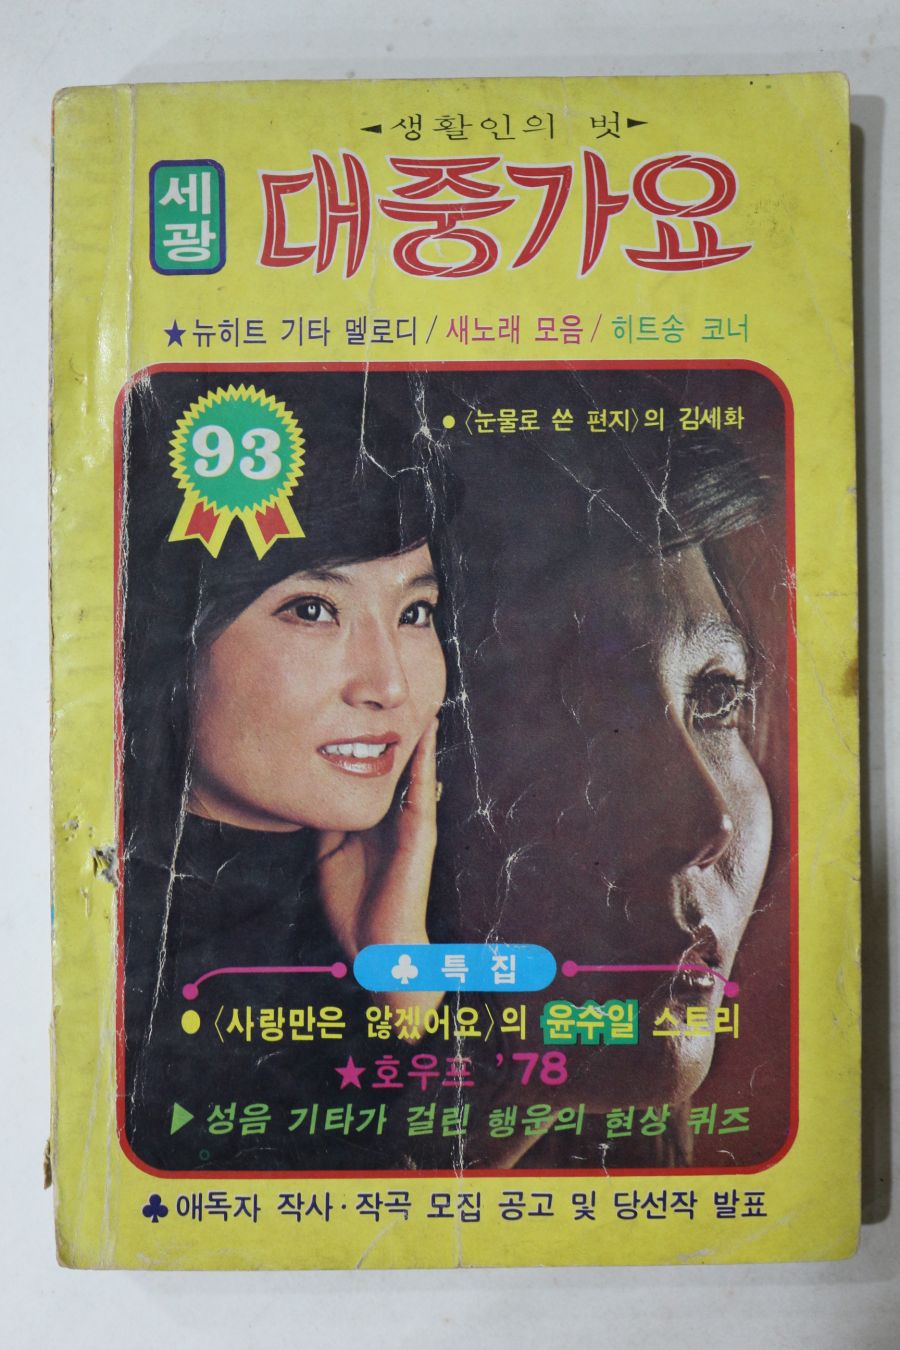 ◄생활인의 벗►
세광
대중가요
★뉴히트 기타 멜로디/새노래 모음/히트송 코너
93
●〈눈물로 쓴 편지〉의 김세화
♣ 특집
●〈사랑만은 않겠어요〉의 윤수일 스토리
★호우프 '78
▶성음 기타가 걸린 행운의 현상 퀴즈
♣애독자 작사·작곡 모집 공고 및 당선작 발표